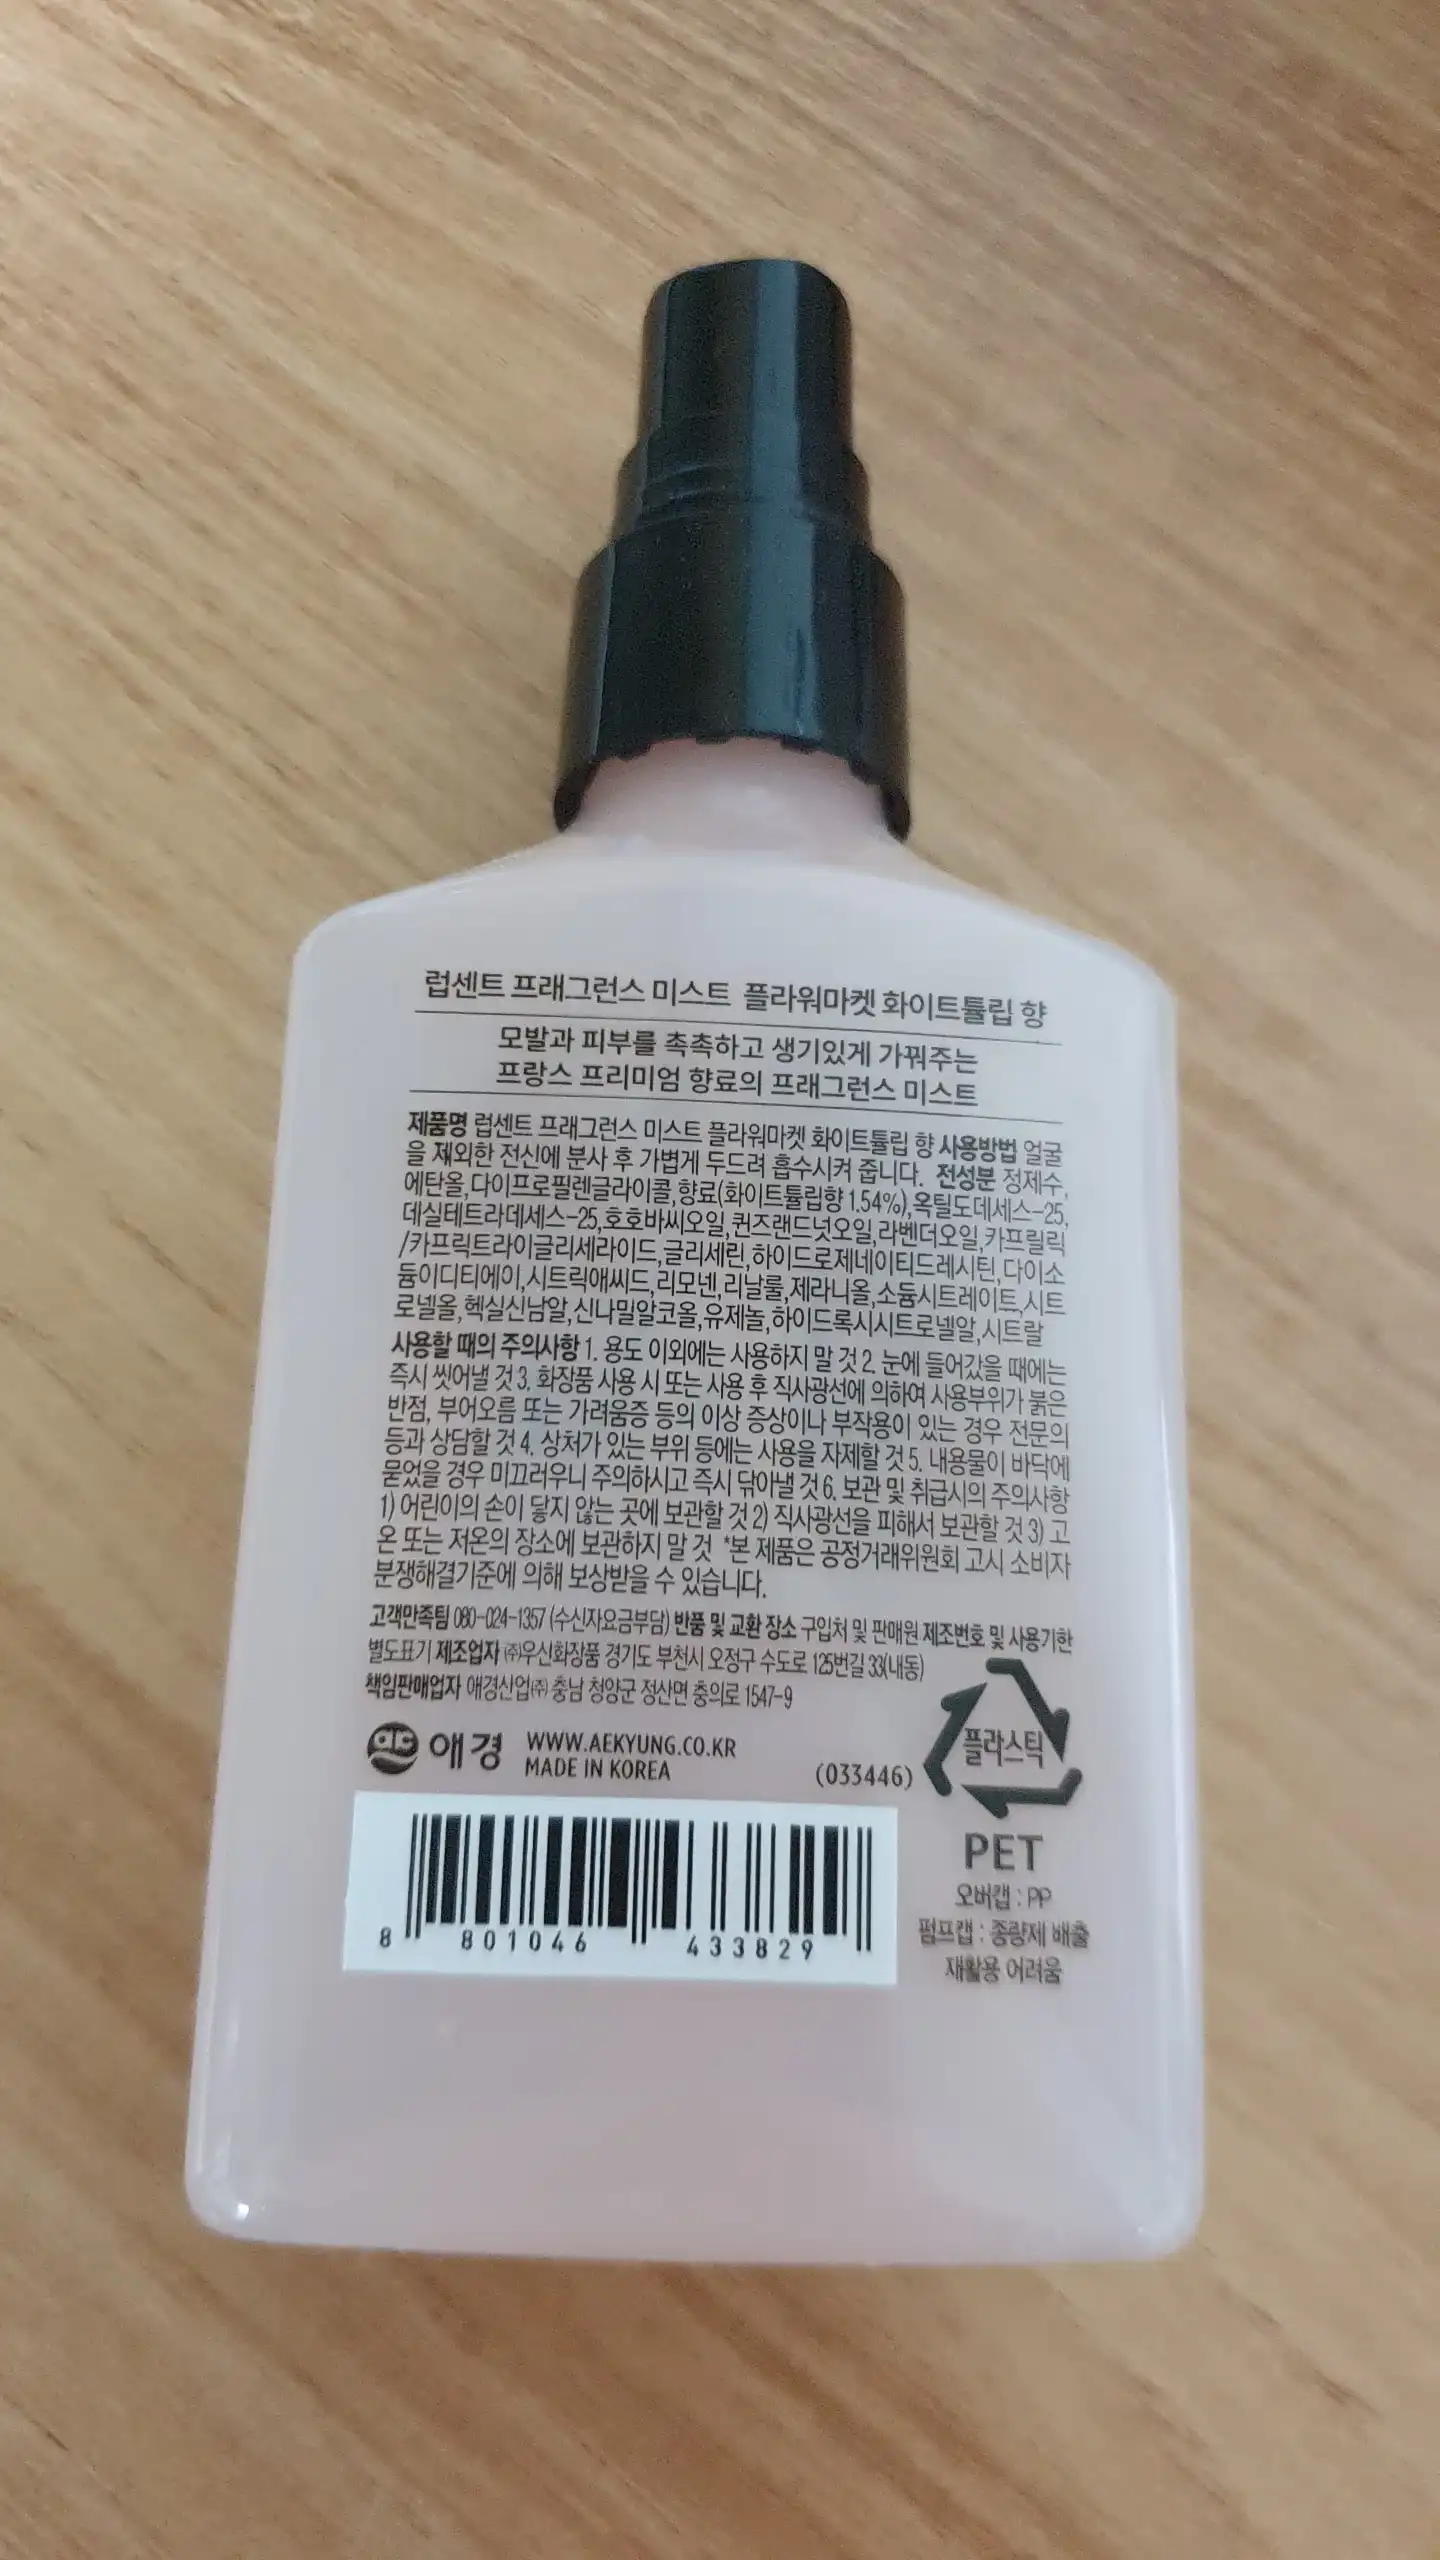 럽센트 프래그런스 미스트 플라워마켓 화이트튤립 향
모발과 피부를 촉촉하고 생기있게 가꿔주는
프랑스 프리미엄 향료의 프래그런스 미스트
제품명 럽센트 프래그런스 미스트 플라워마켓 화이트튤립 향 사용방법 얼굴
을 제외한 전신에 분사 후 가볍게 두드려 흡수시켜 줍니다. 전성분 정제수,
에탄올,다이프로필렌글라이콜,향료(화이트튤립향 1.54%),옥틸도데세스-25,
데실테트라데세스-25,호호바씨오일,퀸즈랜드넛오일,라벤더오일,카프릴릭
/카프릭트라이글리세라이드,글리세린,하이드로제네이티드레시틴,다이소
듐이디티에이,시트릭애씨드,리모넨,리날룰,제라니올,소듐시트레이트,시트
로넬올,헥실신남알,신나밀알코올,유제놀,하이드록시시트로넬알,시트랄
사용할 때의 주의사항 1. 용도 이외에는 사용하지 말 것 2. 눈에 들어갔을 때에는
즉시 씻어낼 것 3. 화장품 사용 시 또는 사용 후 직사광선에 의하여 사용부위가 붉은
반점, 부어오름 또는 가려움증 등의 이상 증상이나 부작용이 있는 경우 전문의
등과 상담할 것 4. 상처가 있는 부위 등에는 사용을 자제할 것 5. 내용물이 바닥에
묻었을 경우 미끄러우니 주의하시고 즉시 닦아낼 것 6. 보관 및 취급시의 주의사항
1) 어린이의 손이 닿지 않는 곳에 보관할 것 2) 직사광선을 피해서 보관할 것 3) 고
온 또는 저온의 장소에 보관하지 말 것 *본 제품은 공정거래위원회 고시 소비자
분쟁해결기준에 의해 보상받을 수 있습니다.
고객만족팀 080-024-1357 (수신자요금부담) 반품 및 교환 장소 구입처 및 판매원 제조번호 및 사용기한
별도표기 제조업자 ㈜우신화장품 경기도 부천시 오정구 수도로 125번길 33(내동)
책임판매업자 애경산업㈜ 충남 청양군 정산면 충의로 1547-9
애경 WWW.AEKYUNG.CO.KR
MADE IN KOREA
(033446)
플라스틱
PET
오버캡 : PP
펌프캡 : 종량제 배출
재활용 어려움
8 801046 433829